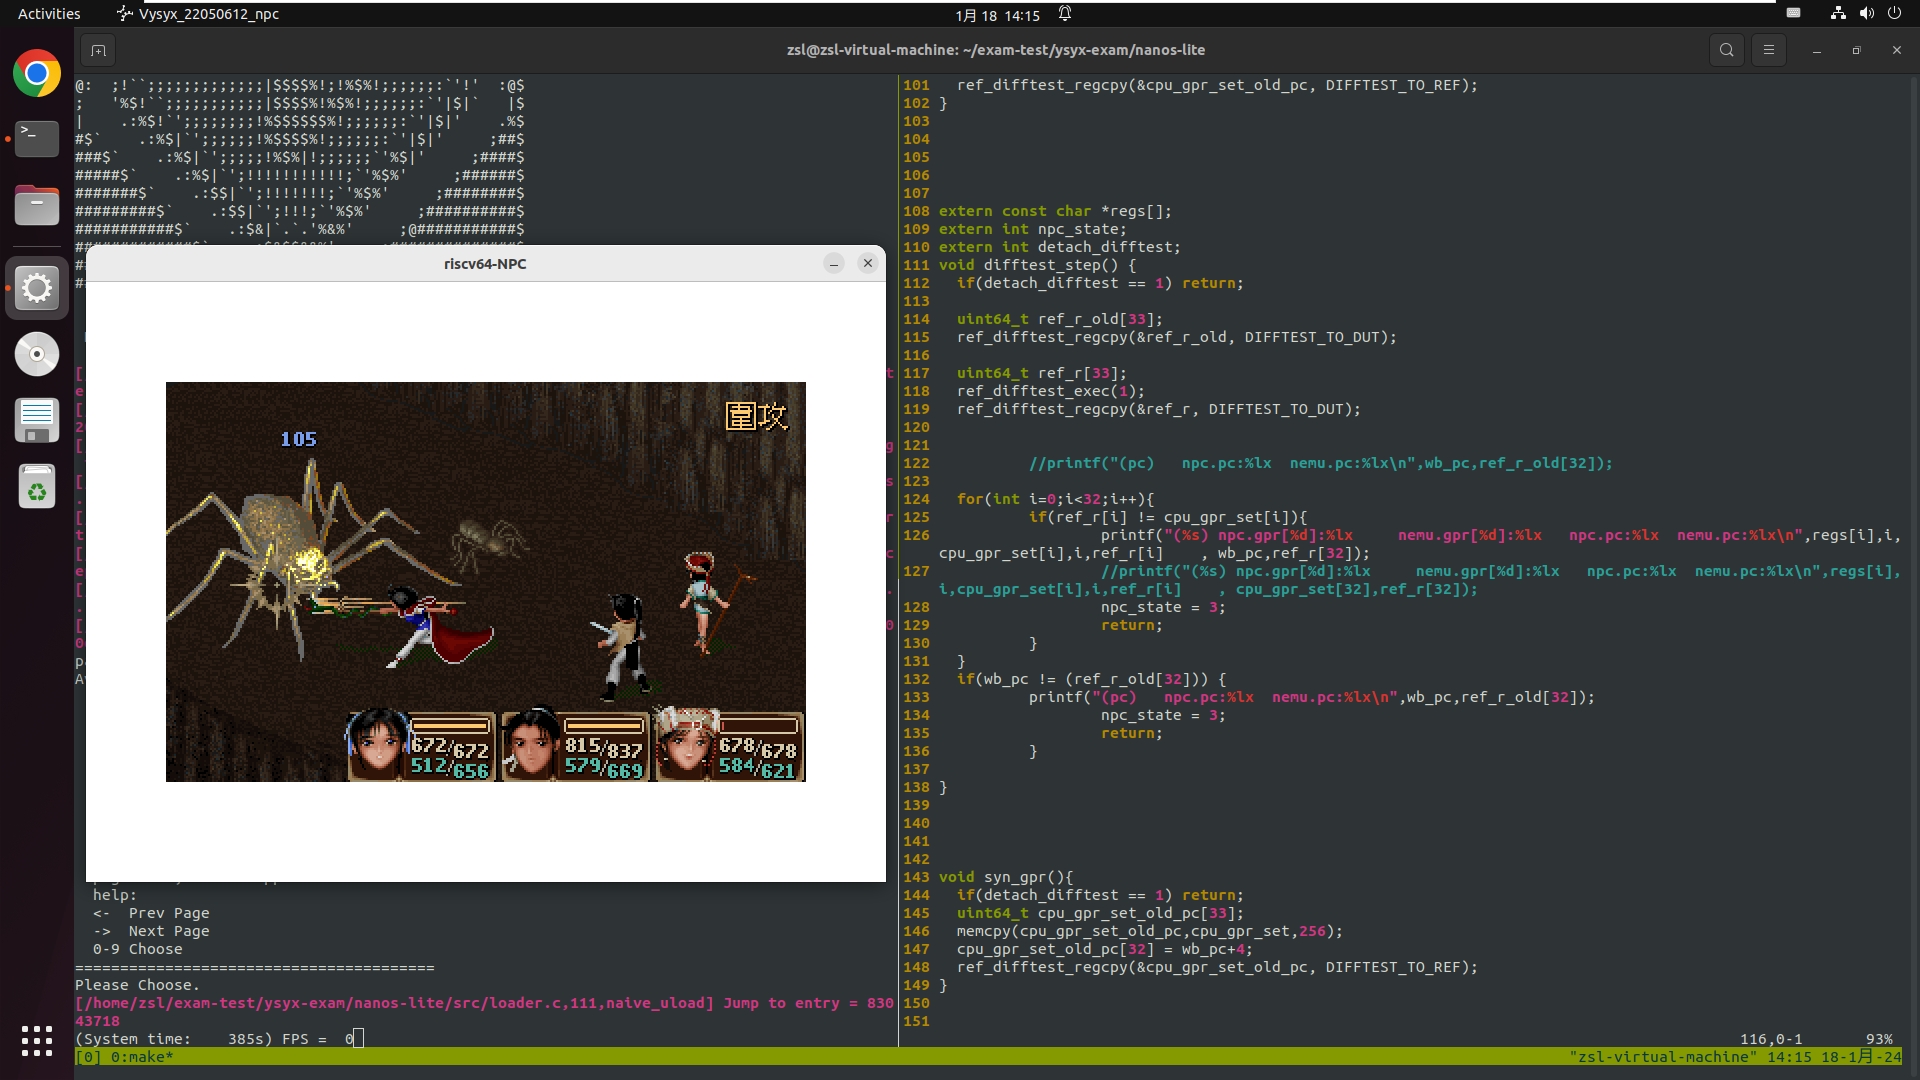 Activities
Vysyx_22050612_npc
1月 18 14:15
zsl@zsl-virtual-machine: ~/exam-test/ysyx-exam/nanos-lite
riscv64-NPC
圍攻
105
672/672
512/656
815/837
579/669
678/678
584/621
help:
<-  Prev Page
->  Next Page
0-9 Choose
========================================
Please Choose.
[/home/zsl/exam-test/ysyx-exam/nanos-lite/src/loader.c,111,naive_uload] Jump to entry = 830
43718
(System time:    385s) FPS =  0
101   ref_difftest_regcpy(&cpu_gpr_set_old_pc, DIFFTEST_TO_REF);
102 }
103
104
105
106
107
108 extern const char *regs[];
109 extern int npc_state;
110 extern int detach_difftest;
111 void difftest_step() {
112   if(detach_difftest == 1) return;
113
114   uint64_t ref_r_old[33];
115   ref_difftest_regcpy(&ref_r_old, DIFFTEST_TO_DUT);
116
117   uint64_t ref_r[33];
118   ref_difftest_exec(1);
119   ref_difftest_regcpy(&ref_r, DIFFTEST_TO_DUT);
120
121
122           //printf("(pc)   npc.pc:%lx  nemu.pc:%lx\n",wb_pc,ref_r_old[32]);
123
124   for(int i=0;i<32;i++){
125           if(ref_r[i] != cpu_gpr_set[i]){
126                   printf("(%s) npc.gpr[%d]:%lx     nemu.gpr[%d]:%lx   npc.pc:%lx  nemu.pc:%lx\n",regs[i],i,
cpu_gpr_set[i],i,ref_r[i]    , wb_pc,ref_r[32]);
127                   //printf("(%s) npc.gpr[%d]:%lx     nemu.gpr[%d]:%lx   npc.pc:%lx  nemu.pc:%lx\n",regs[i],
i,cpu_gpr_set[i],i,ref_r[i]    , cpu_gpr_set[32],ref_r[32]);
128                   npc_state = 3;
129                   return;
130           }
131   }
132   if(wb_pc != (ref_r_old[32])) {
133           printf("(pc)   npc.pc:%lx  nemu.pc:%lx\n",wb_pc,ref_r_old[32]);
134                   npc_state = 3;
135                   return;
136           }
137
138 }
139
140
141
142
143 void syn_gpr(){
144   if(detach_difftest == 1) return;
145   uint64_t cpu_gpr_set_old_pc[33];
146   memcpy(cpu_gpr_set_old_pc,cpu_gpr_set,256);
147   cpu_gpr_set_old_pc[32] = wb_pc+4;
148   ref_difftest_regcpy(&cpu_gpr_set_old_pc, DIFFTEST_TO_REF);
149 }
150
151
116,0-1       93%
[0] 0:make*
"zsl-virtual-machine" 14:15 18-1月-24